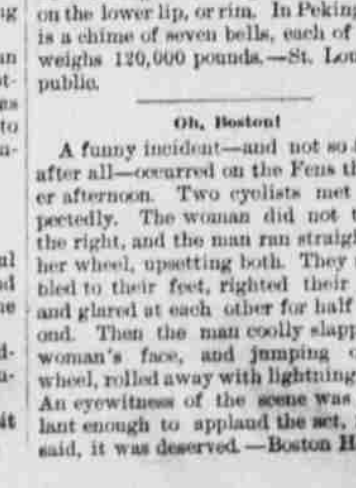 on the lower lip, or rim. In Pekin
is a chime of seven bells, each of
weighs 120,000 pounds.—St. Lou
public.
Oh, Boston!
A funny incident—and not so
after all—occurred on the Fens th
er afternoon. Two cyclists met
pectedly. The woman did not t
the right, and the man ran straigh
her wheel, upsetting both. They
bled to their feet, righted their
and glared at each other for half
ond. Then the man coolly slapp
woman's face, and jumping o
wheel, rolled away with lightning
An eyewitness of the scene was
lant enough to applaud the act,
said, it was deserved.—Boston H